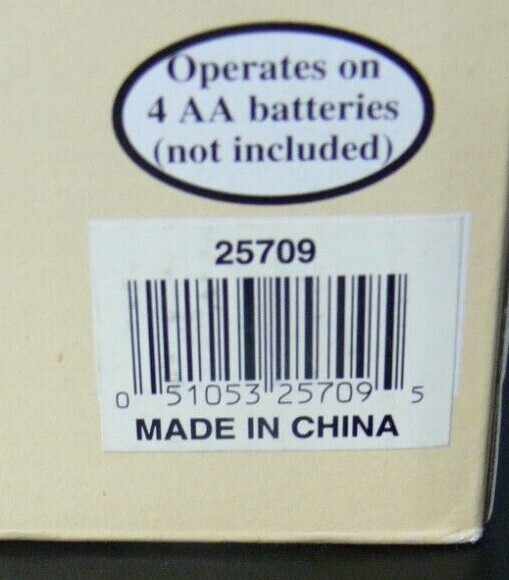 Operates on
4 AA batteries
(not included)
25709
0 51053 25709 5
MADE IN CHINA